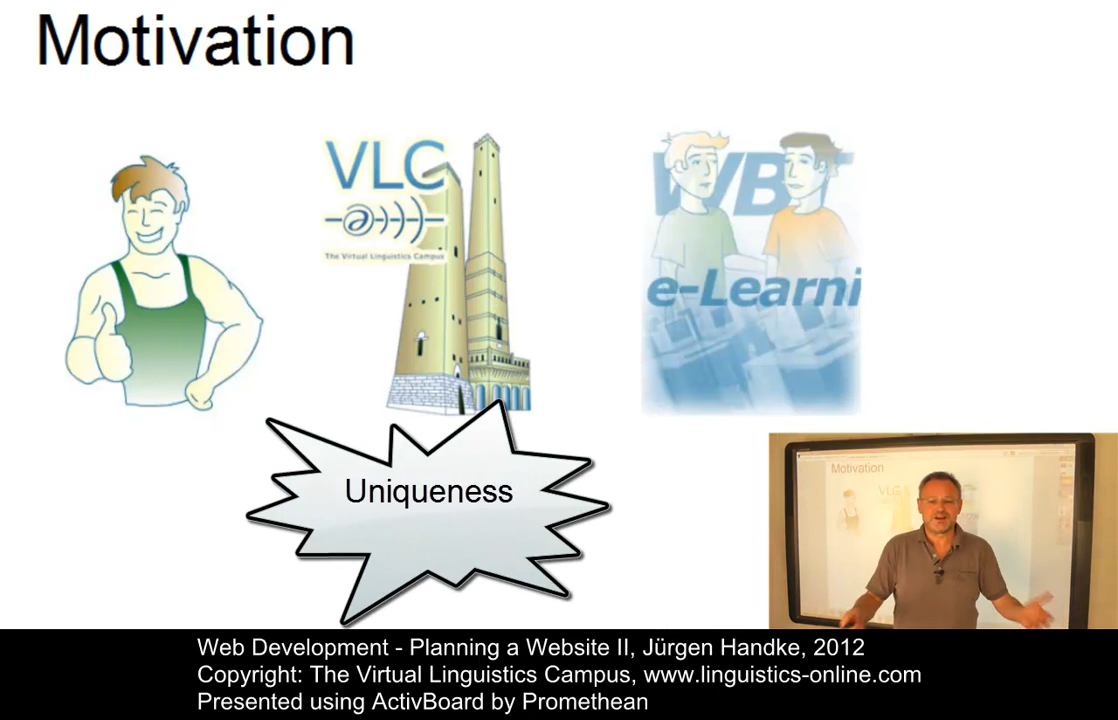 Motivation
VLC
The Virtual Linguistics Campus
WBT
e-Learni
Uniqueness
Motivation
VLC
Web Development - Planning a Website II, Jürgen Handke, 2012
Copyright: The Virtual Linguistics Campus, www.linguistics-online.com
Presented using ActivBoard by Promethean